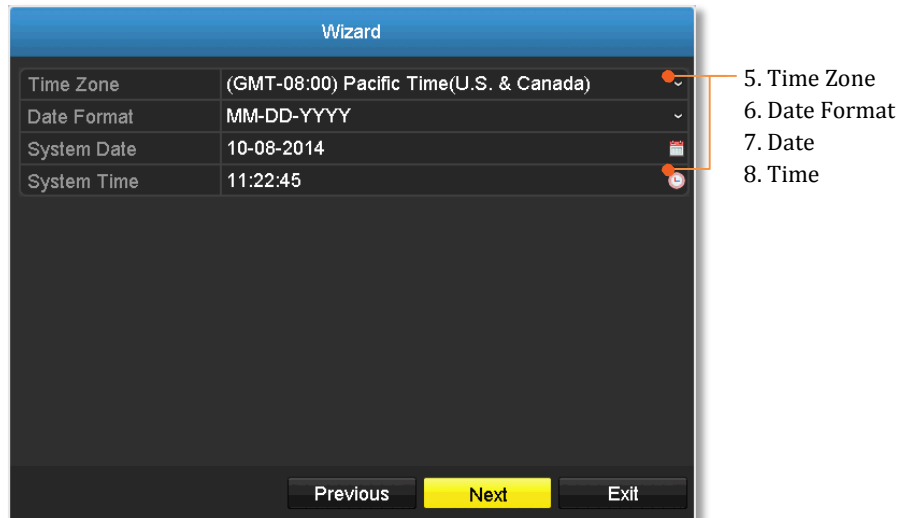 Wizard
Time Zone (GMT-08:00) Pacific Time(U.S. & Canada)
Date Format MM-DD-YYYY
System Date 10-08-2014
System Time 11:22:45
Previous Next Exit
5. Time Zone
6. Date Format
7. Date
8. Time